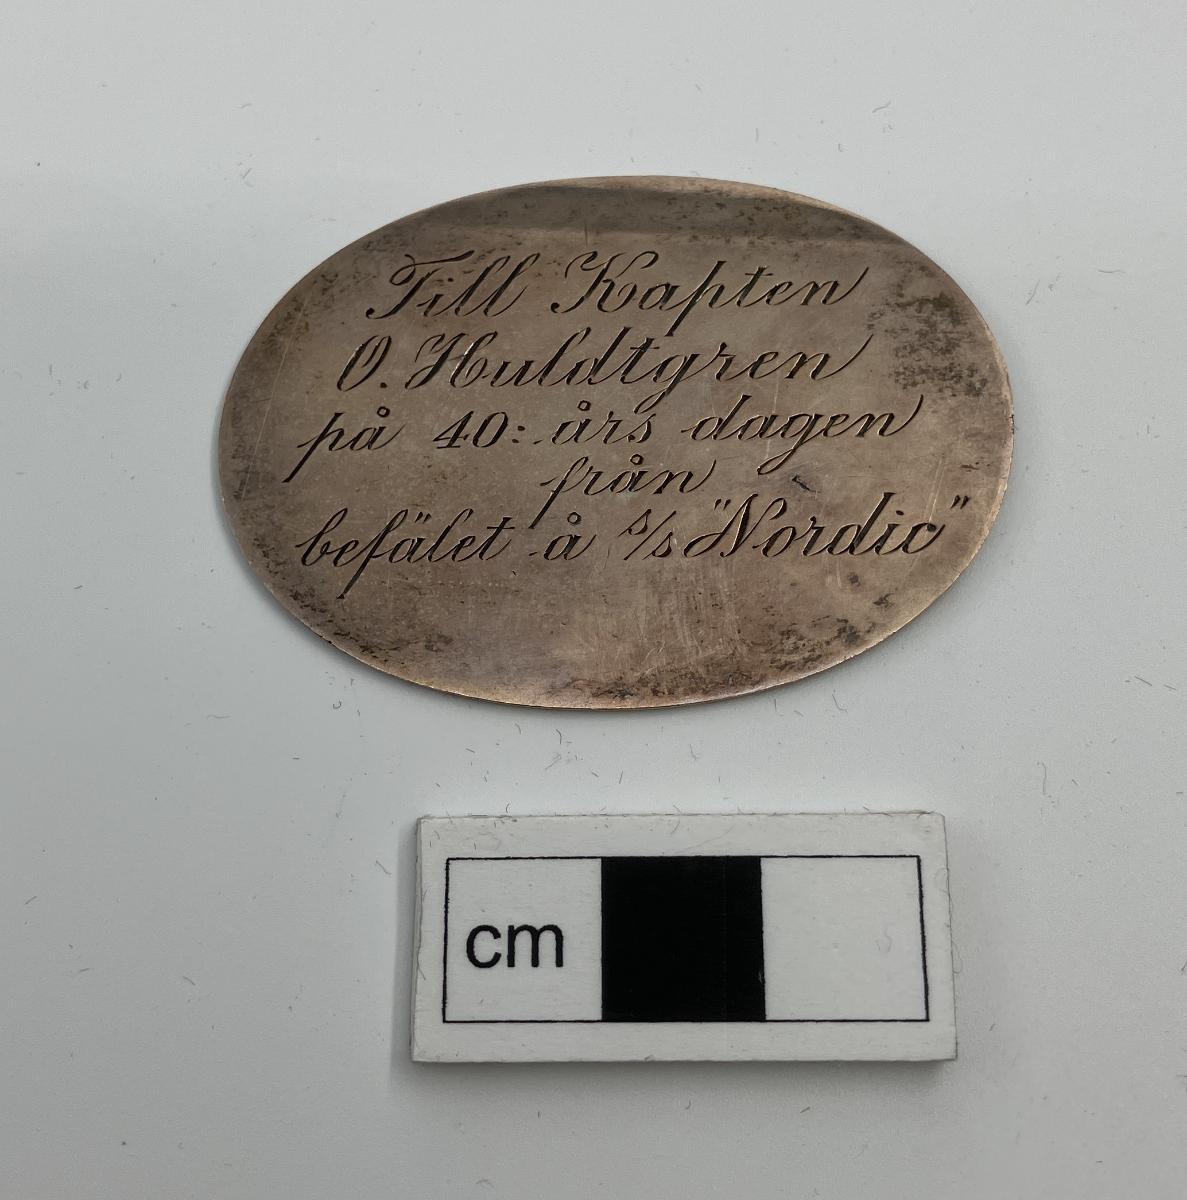 Till Kapten
O. Huldtgren
på 40: års dagen
från
befälet å s/s "Nordic"
cm